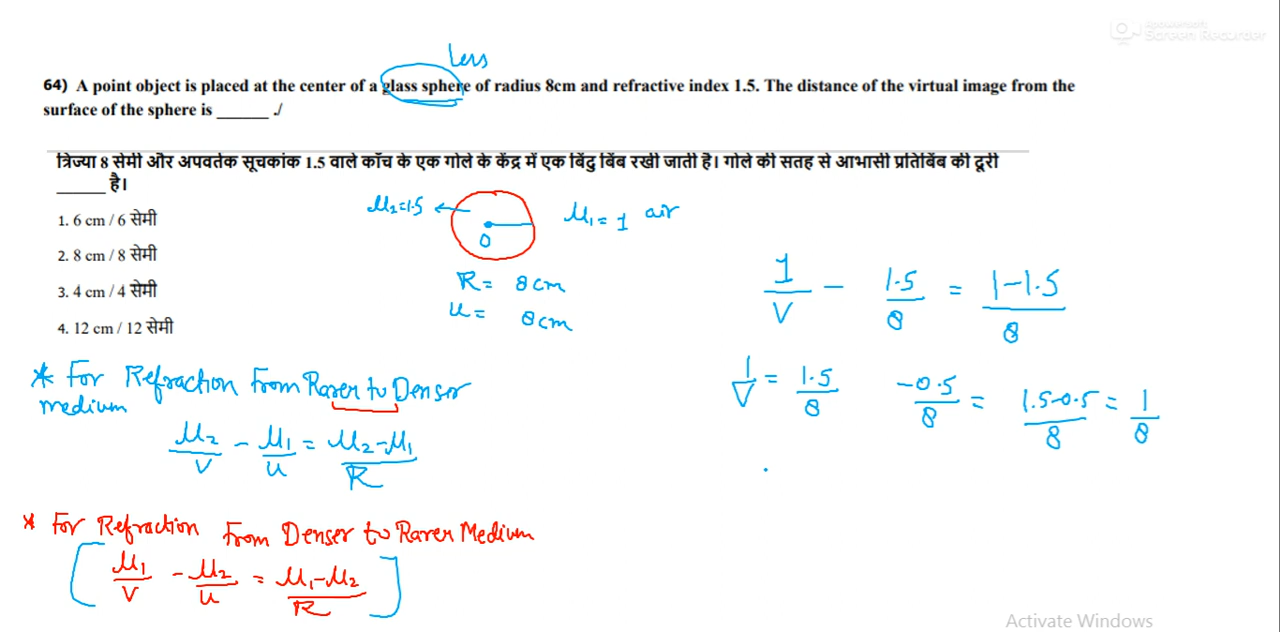 Apowersoft
Screen Recorder
Less
64) A point object is placed at the center of a glass sphere of radius 8cm and refractive index 1.5. The distance of the virtual image from the
surface of the sphere is ______ ./
त्रिज्या 8 सेमी और अपवर्तक सूचकांक 1.5 वाले काँच के एक गोले के केंद्र में एक बिंदु बिंब रखी जाती है। गोले की सतह से आभासी प्रतिबिंब की दूरी
______ है।
1. 6 cm / 6 सेमी
2. 8 cm / 8 सेमी
3. 4 cm / 4 सेमी
4. 12 cm / 12 सेमी
μ2=1.5
O
μ1 = 1 air
R= 8cm
u= 8cm
* For Refraction From Rarer to Denser
medium
μ2/v - μ1/u = μ2-μ1/R
* For Refraction From Denser to Rarer Medium
[ μ1/v - μ2/u = μ1-μ2/R ]
1/v - 1.5/8 = 1-1.5/8
1/v = 1.5/8 -0.5/8 = 1.5-0.5/8 = 1/8
Activate Windows